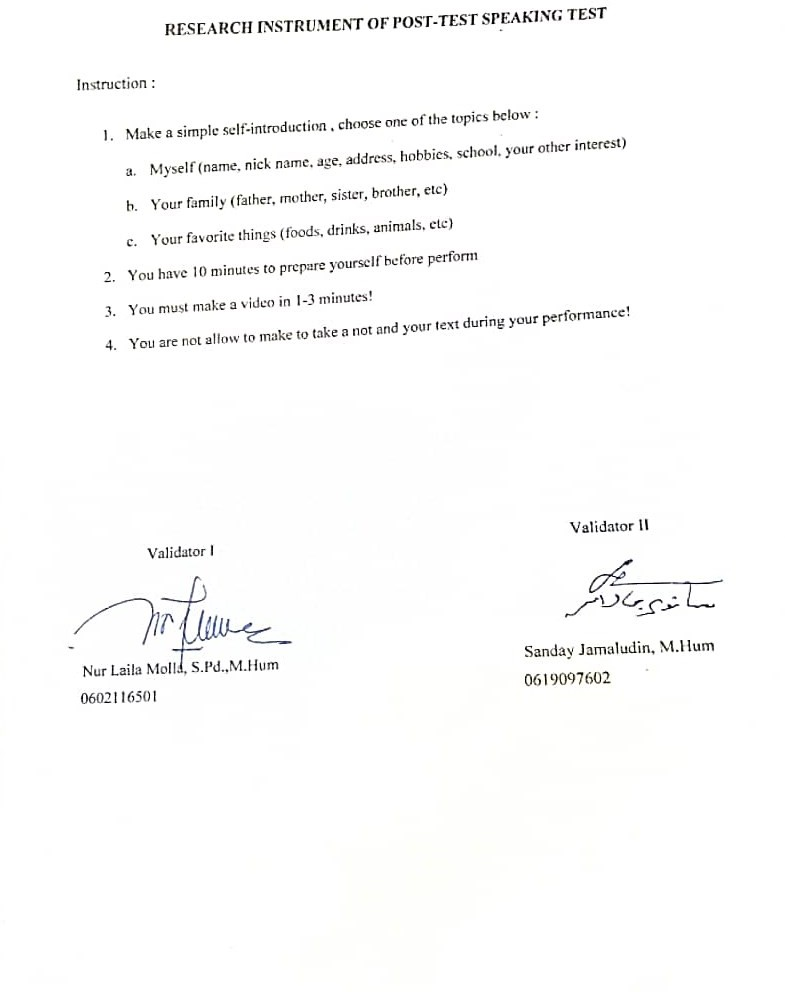 RESEARCH INSTRUMENT OF POST-TEST SPEAKING TEST
Instruction :
1. Make a simple self-introduction , choose one of the topics below :
a. Myself (name, nick name, age, address, hobbies, school, your other interest)
b. Your family (father, mother, sister, brother, etc)
c. Your favorite things (foods, drinks, animals, etc)
2. You have 10 minutes to prepare yourself before perform
3. You must make a video in 1-3 minutes!
4. You are not allow to make to take a not and your text during your performance!
Validator I
Validator II
Nur Laila Molla, S.Pd.,M.Hum
0602116501
Sanday Jamaludin, M.Hum
0619097602